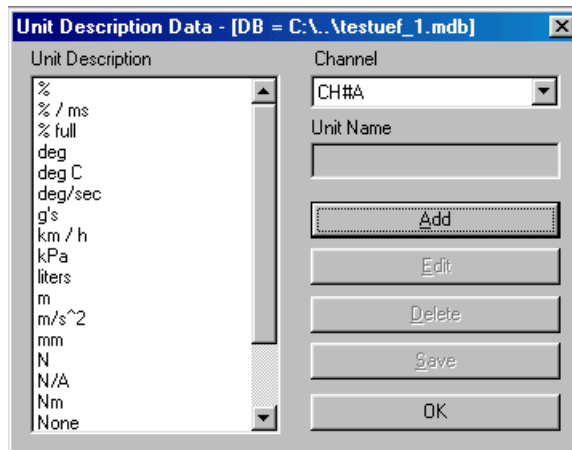 Unit Description Data - [DB = C:\..\testuef_1.mdb]
Unit Description
%
% / ms
% full
deg
deg C
deg/sec
g's
km / h
kPa
liters
m
m/s^2
mm
N
N/A
Nm
None
Channel
CH#A
Unit Name
Add
Edit
Delete
Save
OK